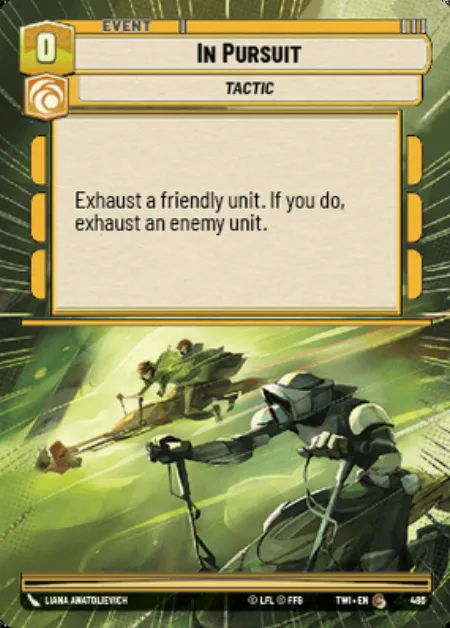 EVENT
0
IN PURSUIT
TACTIC
Exhaust a friendly unit. If you do,
exhaust an enemy unit.
LIANA ANATOLIEVICH
© LFL © FFG
TWI • EN